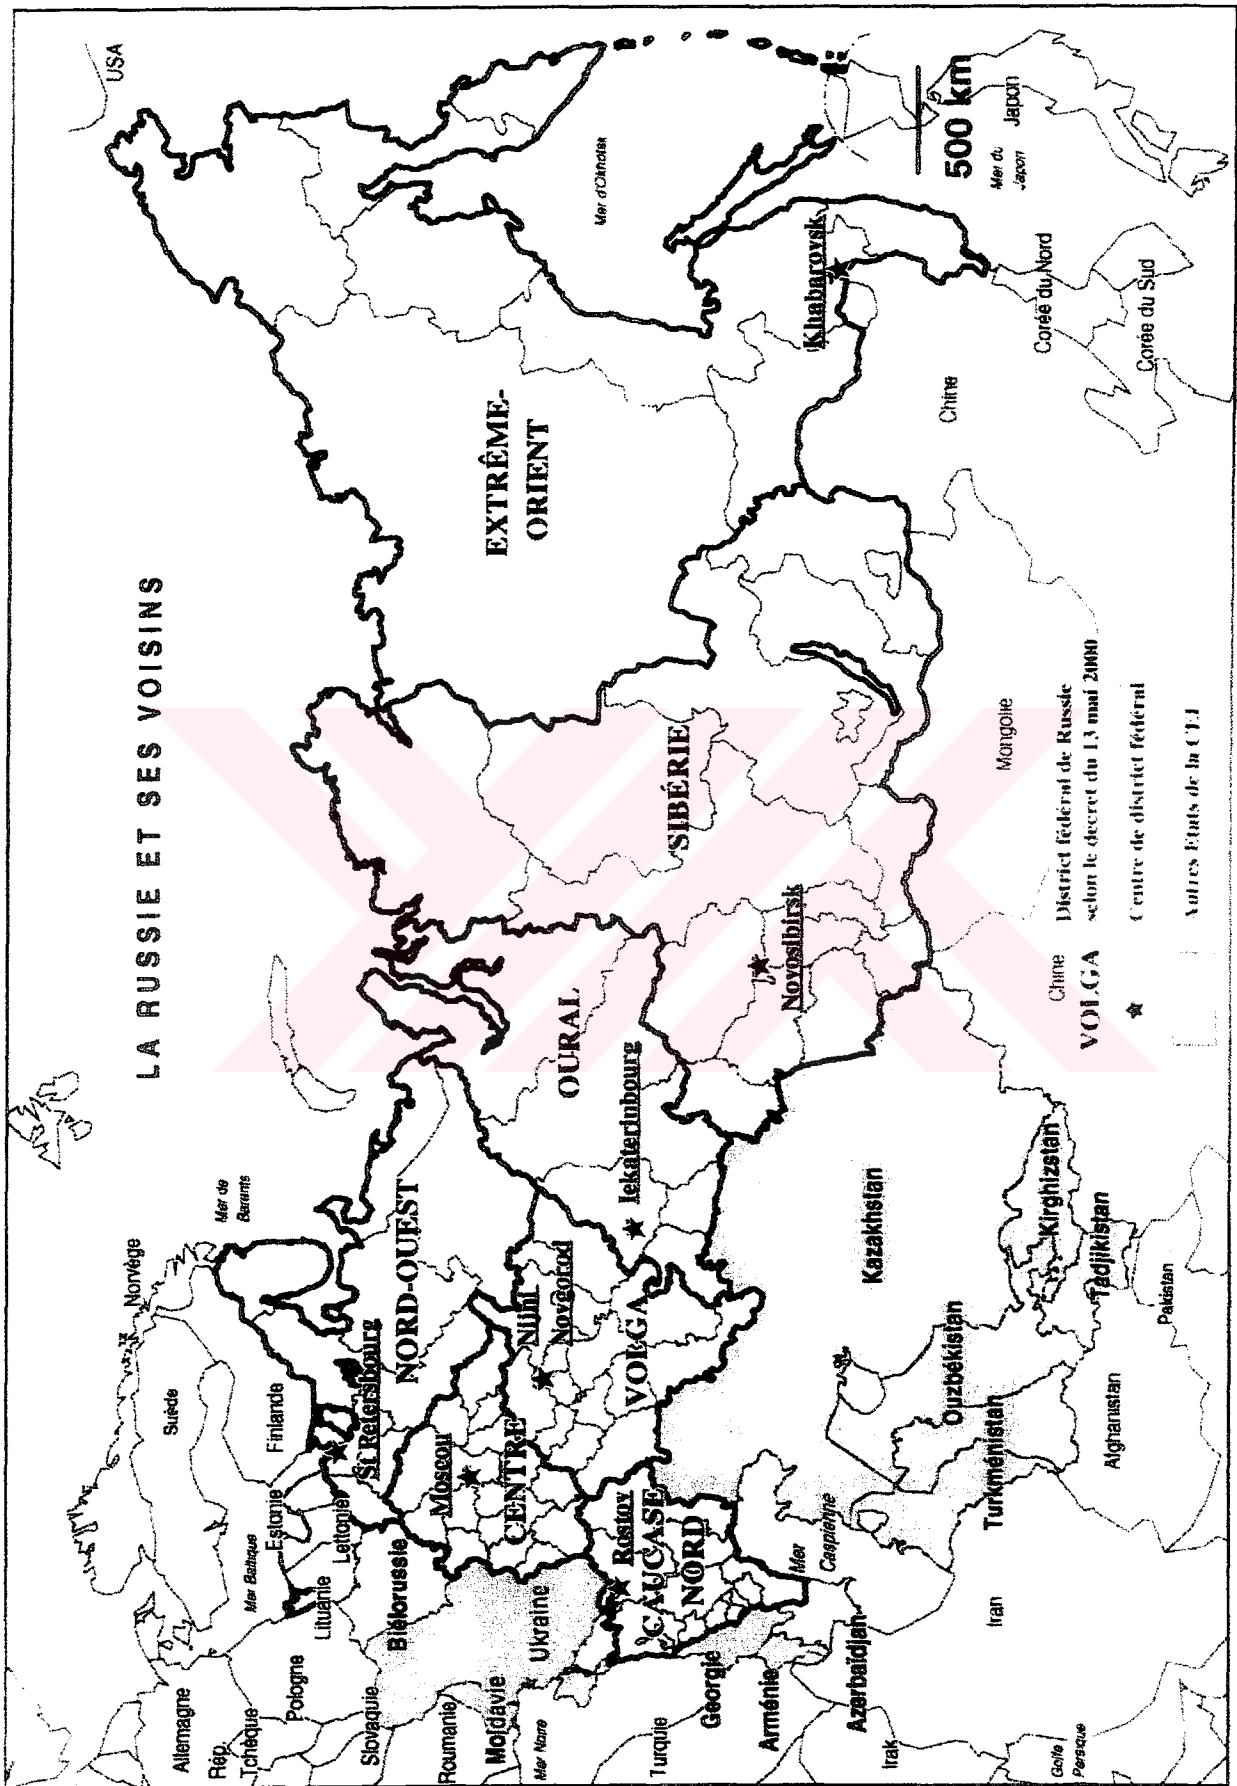 LA RUSSIE ET SES VOISINS
USA
Norvège
Mer de
Barents
Suède
Finlande
Estonie
Mer Baltique
Lettonie
Lituanie
Allemagne
Rép.
Tchèque
Pologne
Slovaquie
Biélorussie
Roumanie
Moldavie
Mer Noire
Ukraine
St Petersbourg
NORD-OUEST
Moscou
CENTRE
Nijni
Novgorod
VOLGA
Rostov
CAUCASE
NORD
OURAL
Iekaterinbourg
SIBÉRIE
Novosibirsk
EXTRÊME-
ORIENT
Mer d'Okhotsk
Khabarovsk
500 km
Mer du
Japon
Japon
Turquie
Georgie
Arménie
Azerbaïdjan
Mer
Caspienne
Irak
Iran
Golfe
Persique
Kazakhstan
Ouzbékistan
Turkménistan
Kirghizstan
Tadjikistan
Afghanistan
Pakistan
Mongolie
Chine
Chine
Corée du Nord
Corée du Sud
VOLGA District fédéral de Russie
selon le décret du 13 mai 2000
Centre de district fédéral
Autres Etats de la CEI